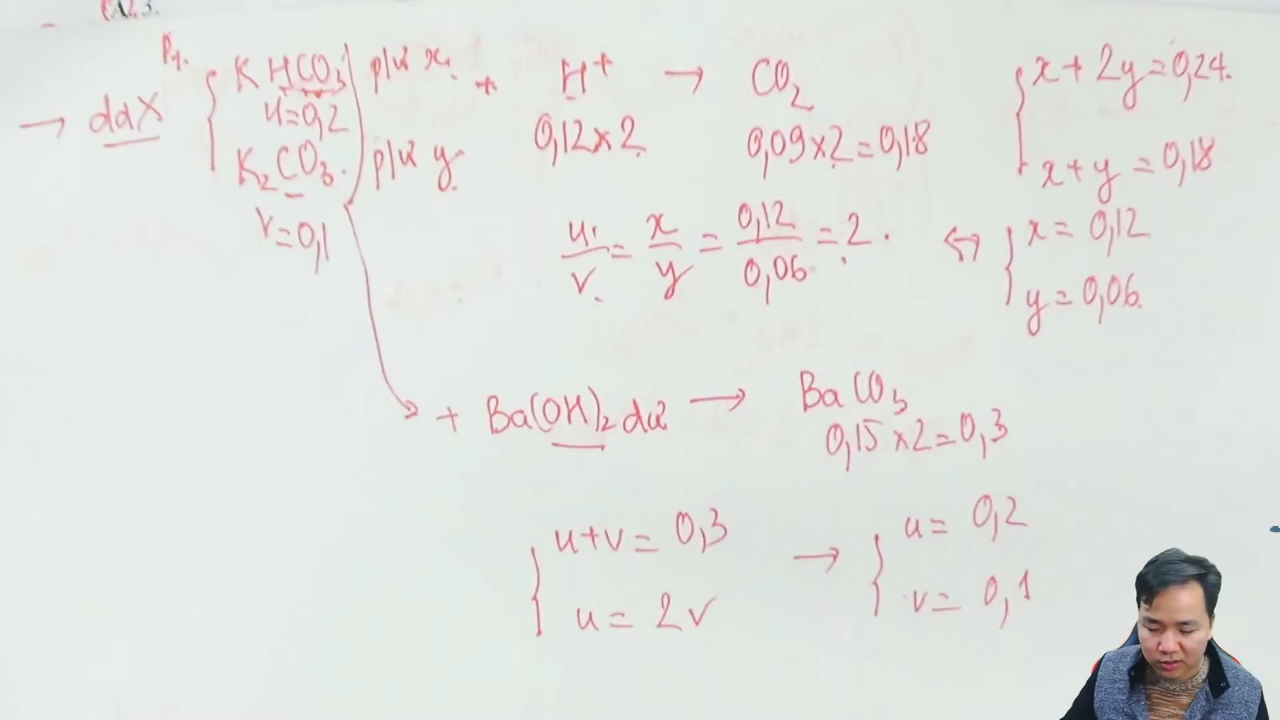 → ddX { KHCO3 pứ x + H+ → CO2 { x + 2y = 0,24.
u=0,2 0,12×2 0,09×2=0,18
K2CO3. pứ y x+y = 0,18
v=0,1 u/v = x/y = 0,12/0,06 = 2. ⇔ { x = 0,12
y = 0,06.
+ Ba(OH)2 dư → BaCO3
0,15×2=0,3
{ u+v = 0,3 → { u = 0,2
u = 2v v = 0,1